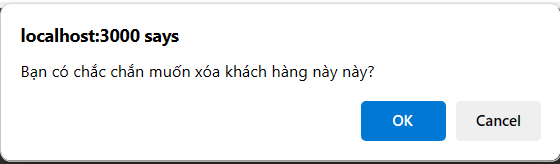 localhost:3000 says
Bạn có chắc chắn muốn xóa khách hàng này này?
OK
Cancel